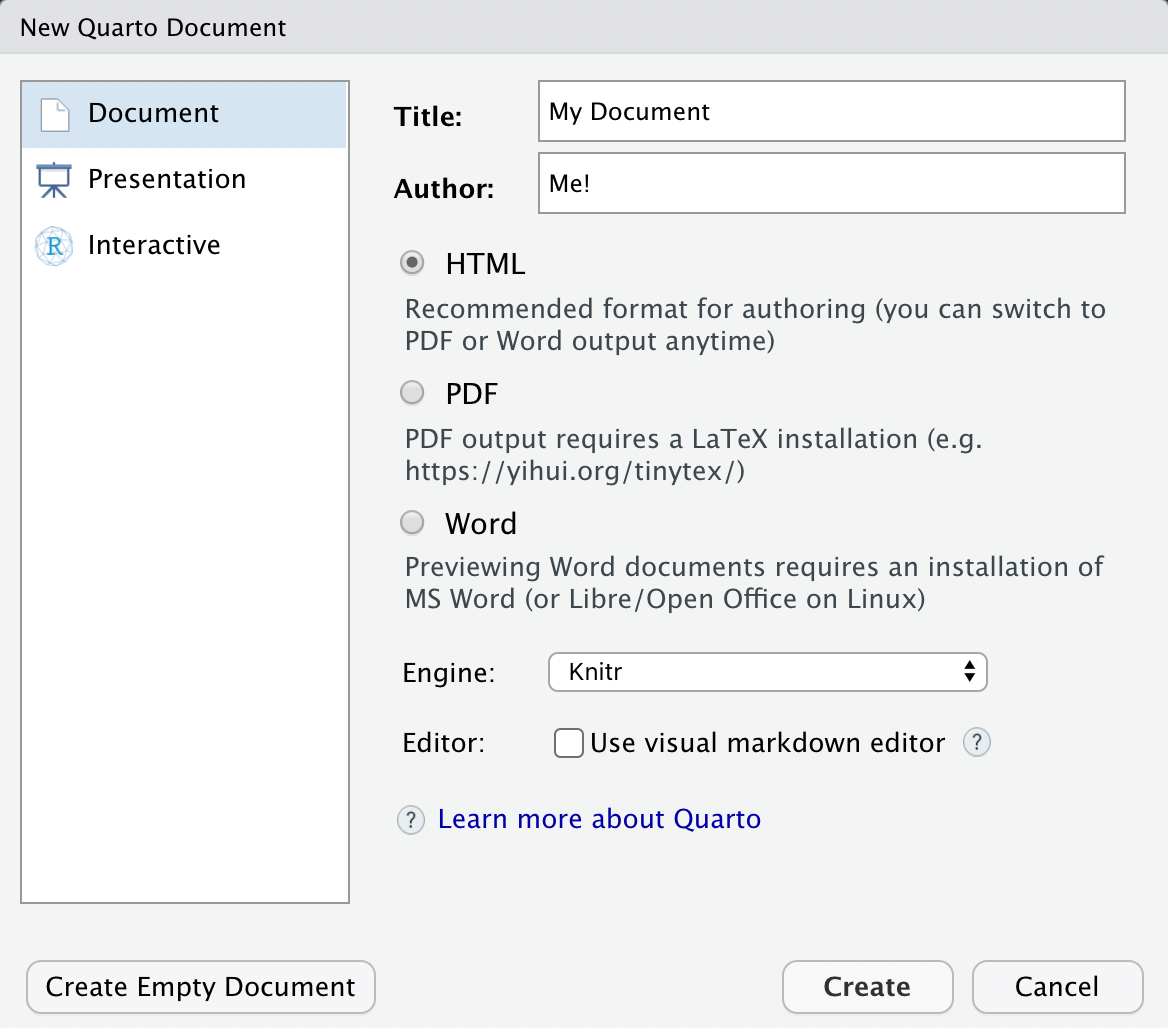 New Quarto Document
Document
Presentation
R Interactive
Title: My Document
Author: Me!
HTML
Recommended format for authoring (you can switch to
PDF or Word output anytime)
PDF
PDF output requires a LaTeX installation (e.g.
https://yihui.org/tinytex/)
Word
Previewing Word documents requires an installation of
MS Word (or Libre/Open Office on Linux)
Engine: Knitr
Editor: Use visual markdown editor ?
? Learn more about Quarto
Create Empty Document Create Cancel